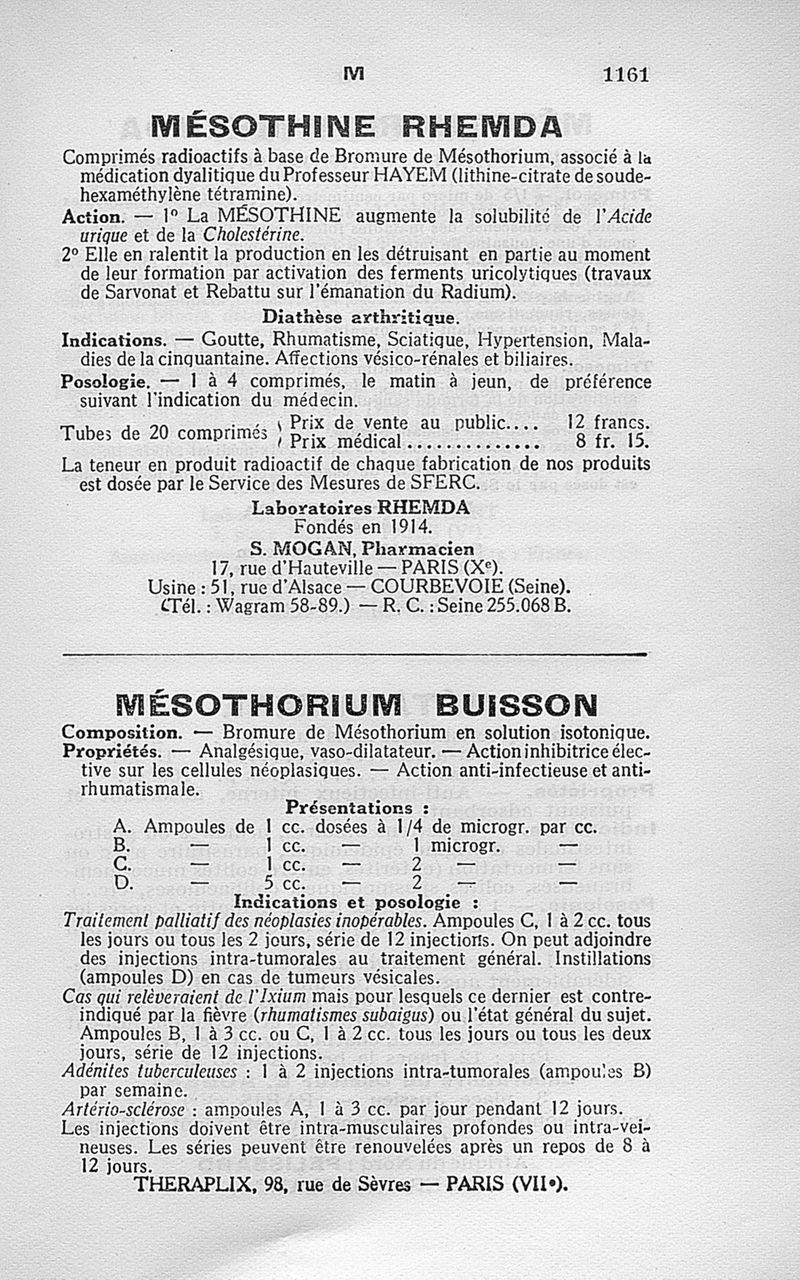 M 1161
MÉSOTHINE RHEMDA
Comprimés radioactifs à base de Bromure de Mésothorium, associé à la
médication dyalitique du Professeur HAYEM (lithine-citrate de soude-
hexaméthylène tétramine).
Action. — 1º La MÉSOTHINE augmente la solubilité de l'Acide
urique et de la Cholestérine.
2º Elle en ralentit la production en les détruisant en partie au moment
de leur formation par activation des ferments uricolytiques (travaux
de Sarvonat et Rebattu sur l'émanation du Radium).
Diathèse arthritique.
Indications. — Goutte, Rhumatisme, Sciatique, Hypertension, Mala-
dies de la cinquantaine. Affections vésico-rénales et biliaires.
Posologie. — 1 à 4 comprimés, le matin à jeun, de préférence
suivant l'indication du médecin.
Tubes de 20 comprimés { Prix de vente au public.... 12 francs.
Prix médical.............. 8 fr. 15.
La teneur en produit radioactif de chaque fabrication de nos produits
est dosée par le Service des Mesures de SFERC.
Laboratoires RHEMDA
Fondés en 1914.
S. MOGAN, Pharmacien
17, rue d'Hauteville — PARIS (Xe).
Usine : 51, rue d'Alsace — COURBEVOIE (Seine).
(Tél. : Wagram 58-89.) — R. C. : Seine 255.068 B.
MÉSOTHORIUM BUISSON
Composition. — Bromure de Mésothorium en solution isotonique.
Propriétés. — Analgésique, vaso-dilatateur. — Action inhibitrice élec-
tive sur les cellules néoplasiques. — Action anti-infectieuse et anti-
rhumatismale.
Présentations :
A. Ampoules de 1 cc. dosées à 1/4 de microgr. par cc.
B. — 1 cc. — 1 microgr. —
C. — 1 cc. — 2 — —
D. — 5 cc. — 2 — —
Indications et posologie :
Traitement palliatif des néoplasies inopérables. Ampoules C, 1 à 2 cc. tous
les jours ou tous les 2 jours, série de 12 injections. On peut adjoindre
des injections intra-tumorales au traitement général. Instillations
(ampoules D) en cas de tumeurs vésicales.
Cas qui relèveraient de l'Ixium mais pour lesquels ce dernier est contre-
indiqué par la fièvre (rhumatismes subaigus) ou l'état général du sujet.
Ampoules B, 1 à 3 cc. ou C, 1 à 2 cc. tous les jours ou tous les deux
jours, série de 12 injections.
Adénites tuberculeuses : 1 à 2 injections intra-tumorales (ampoules B)
par semaine.
Artério-sclérose : ampoules A, 1 à 3 cc. par jour pendant 12 jours.
Les injections doivent être intra-musculaires profondes ou intra-vei-
neuses. Les séries peuvent être renouvelées après un repos de 8 à
12 jours.
THERAPLIX, 98, rue de Sèvres — PARIS (VIIe).